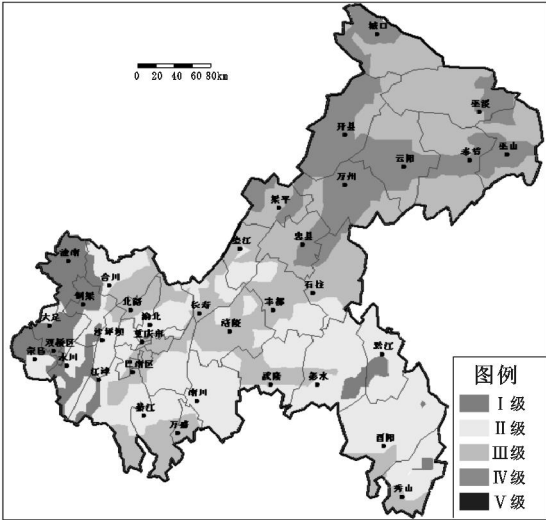 城口
0 20 40 60 80km
巫溪
开县
云阳
奉节
巫山
万州
梁平
忠县
垫江
潼南
合川
石柱
铜梁
北碚
长寿
丰都
大足
渝北
沙坪坝
重庆市
涪陵
荣昌
双桥区
永川
巴南区
黔江
江津
武隆
彭水
南川
綦江
万盛
酉阳
秀山
图例
Ⅰ级
Ⅱ级
Ⅲ级
Ⅳ级
Ⅴ级